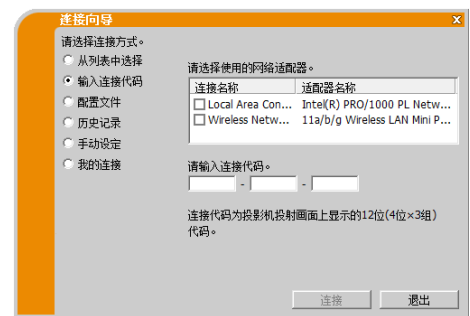 连接向导
x
请选择连接方式。
从列表中选择
输入连接代码
配置文件
历史记录
手动设定
我的连接
请选择使用的网络适配器。
连接名称 适配器名称
Local Area Con... Intel(R) PRO/1000 PL Netw...
Wireless Netw... 11a/b/g Wireless LAN Mini P...
请输入连接代码。
- -
连接代码为投影机投射画面上显示的12位(4位×3组)
代码。
连接 退出